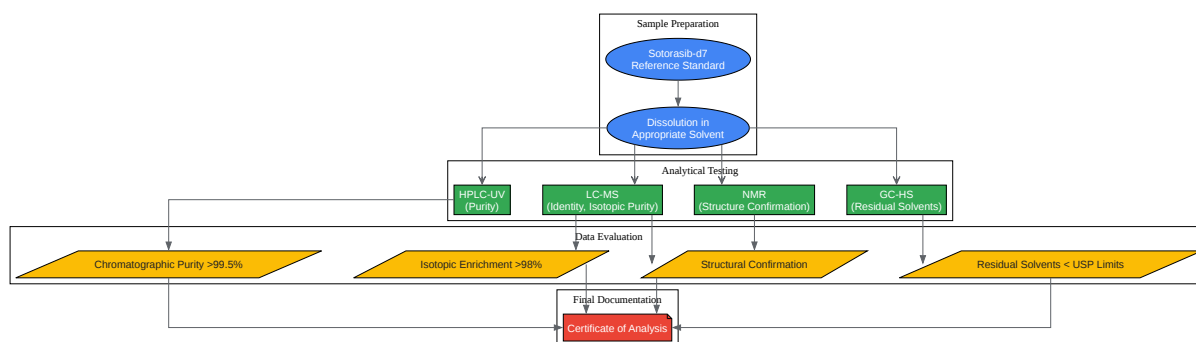 Sample Preparation
Sotorasib-d7
Reference Standard
Dissolution in
Appropriate Solvent
Analytical Testing
HPLC-UV
(Purity)
LC-MS
(Identity, Isotopic Purity)
NMR
(Structure Confirmation)
GC-HS
(Residual Solvents)
Data Evaluation
Chromatographic Purity >99.5%
Isotopic Enrichment >98%
Structural Confirmation
Residual Solvents < USP Limits
Final Documentation
Certificate of Analysis